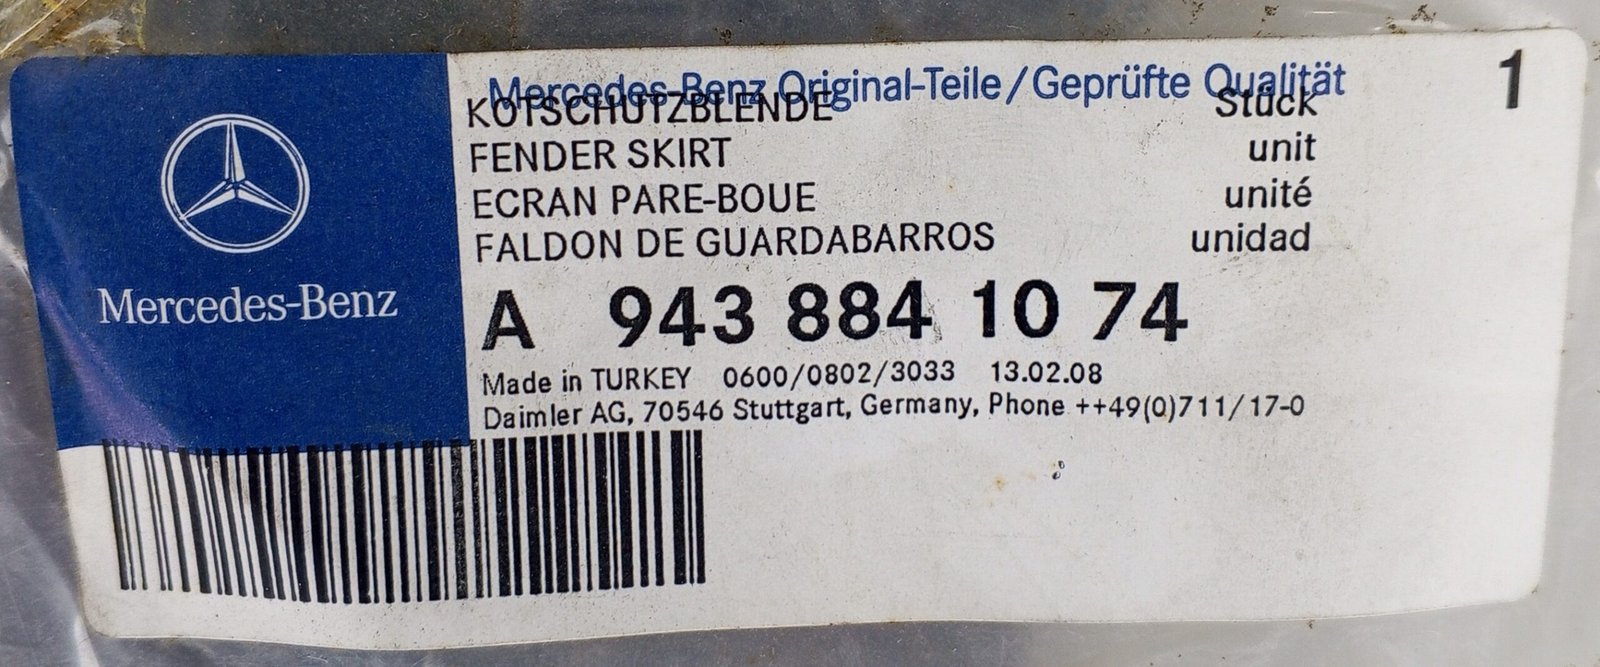 Mercedes-Benz
Mercedes-Benz Original-Teile/Geprüfte Qualität
KOTSCHUTZBLENDE Stück 1
FENDER SKIRT unit
ECRAN PARE-BOUE unité
FALDON DE GUARDABARROS unidad
A 943 884 10 74
Made in TURKEY 0600/0802/3033 13.02.08
Daimler AG, 70546 Stuttgart, Germany, Phone ++49(0)711/17-0